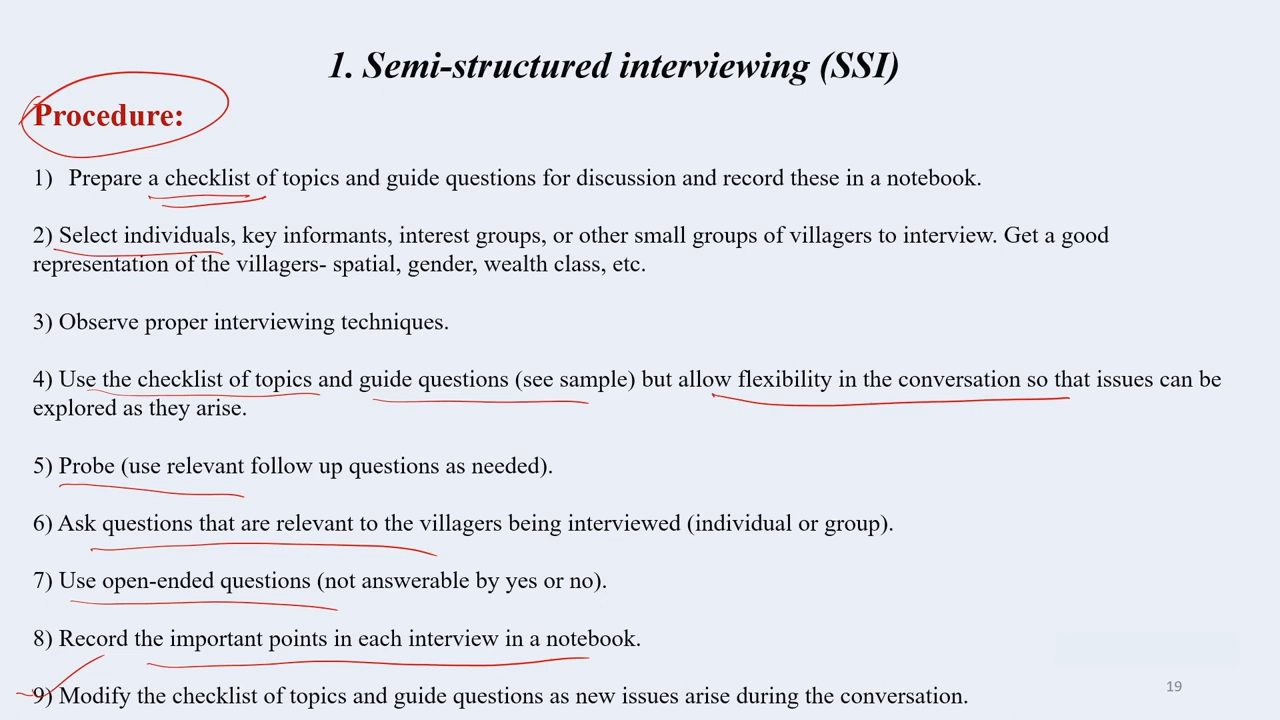 1. Semi-structured interviewing (SSI)
Procedure:
1) Prepare a checklist of topics and guide questions for discussion and record these in a notebook.
2) Select individuals, key informants, interest groups, or other small groups of villagers to interview. Get a good
representation of the villagers- spatial, gender, wealth class, etc.
3) Observe proper interviewing techniques.
4) Use the checklist of topics and guide questions (see sample) but allow flexibility in the conversation so that issues can be
explored as they arise.
5) Probe (use relevant follow up questions as needed).
6) Ask questions that are relevant to the villagers being interviewed (individual or group).
7) Use open-ended questions (not answerable by yes or no).
8) Record the important points in each interview in a notebook.
9) Modify the checklist of topics and guide questions as new issues arise during the conversation.
19